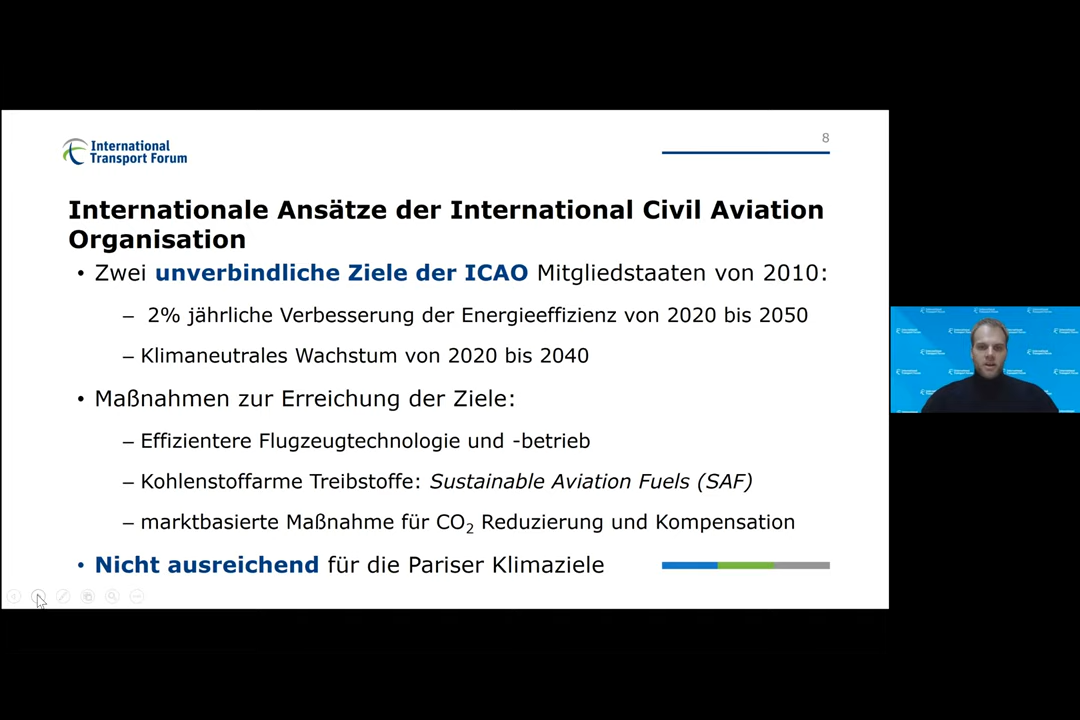 International
Transport Forum
8
Internationale Ansätze der International Civil Aviation
Organisation
• Zwei unverbindliche Ziele der ICAO Mitgliedstaaten von 2010:
– 2% jährliche Verbesserung der Energieeffizienz von 2020 bis 2050
– Klimaneutrales Wachstum von 2020 bis 2040
• Maßnahmen zur Erreichung der Ziele:
– Effizientere Flugzeugtechnologie und -betrieb
– Kohlenstoffarme Treibstoffe: Sustainable Aviation Fuels (SAF)
– marktbasierte Maßnahme für CO₂ Reduzierung und Kompensation
• Nicht ausreichend für die Pariser Klimaziele